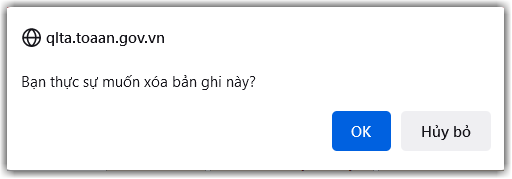 qlta.toaan.gov.vn
Bạn thực sự muốn xóa bản ghi này?
OK
Hủy bỏ